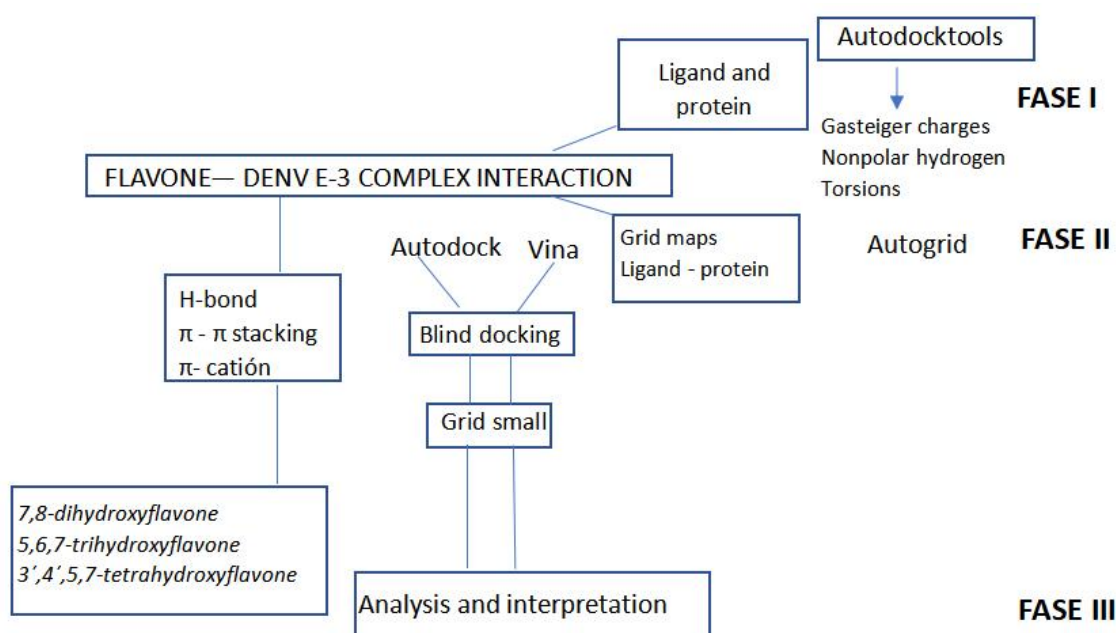 Autodocktools
Ligand and
protein
FASE I
Gasteiger charges
Nonpolar hydrogen
Torsions
FLAVONE— DENV E-3 COMPLEX INTERACTION
Grid maps
Ligand - protein
Autogrid
FASE II
Autodock
Vina
H-bond
π - π stacking
π- catión
Blind docking
Grid small
7,8-dihydroxyflavone
5,6,7-trihydroxyflavone
3´,4´,5,7-tetrahydroxyflavone
Analysis and interpretation
FASE III